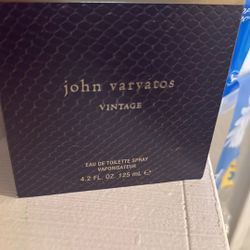 john varvatos
VINTAGE
EAU DE TOILETTE SPRAY
VAPORISATEUR
4.2 FL. OZ. 125 mL ℮